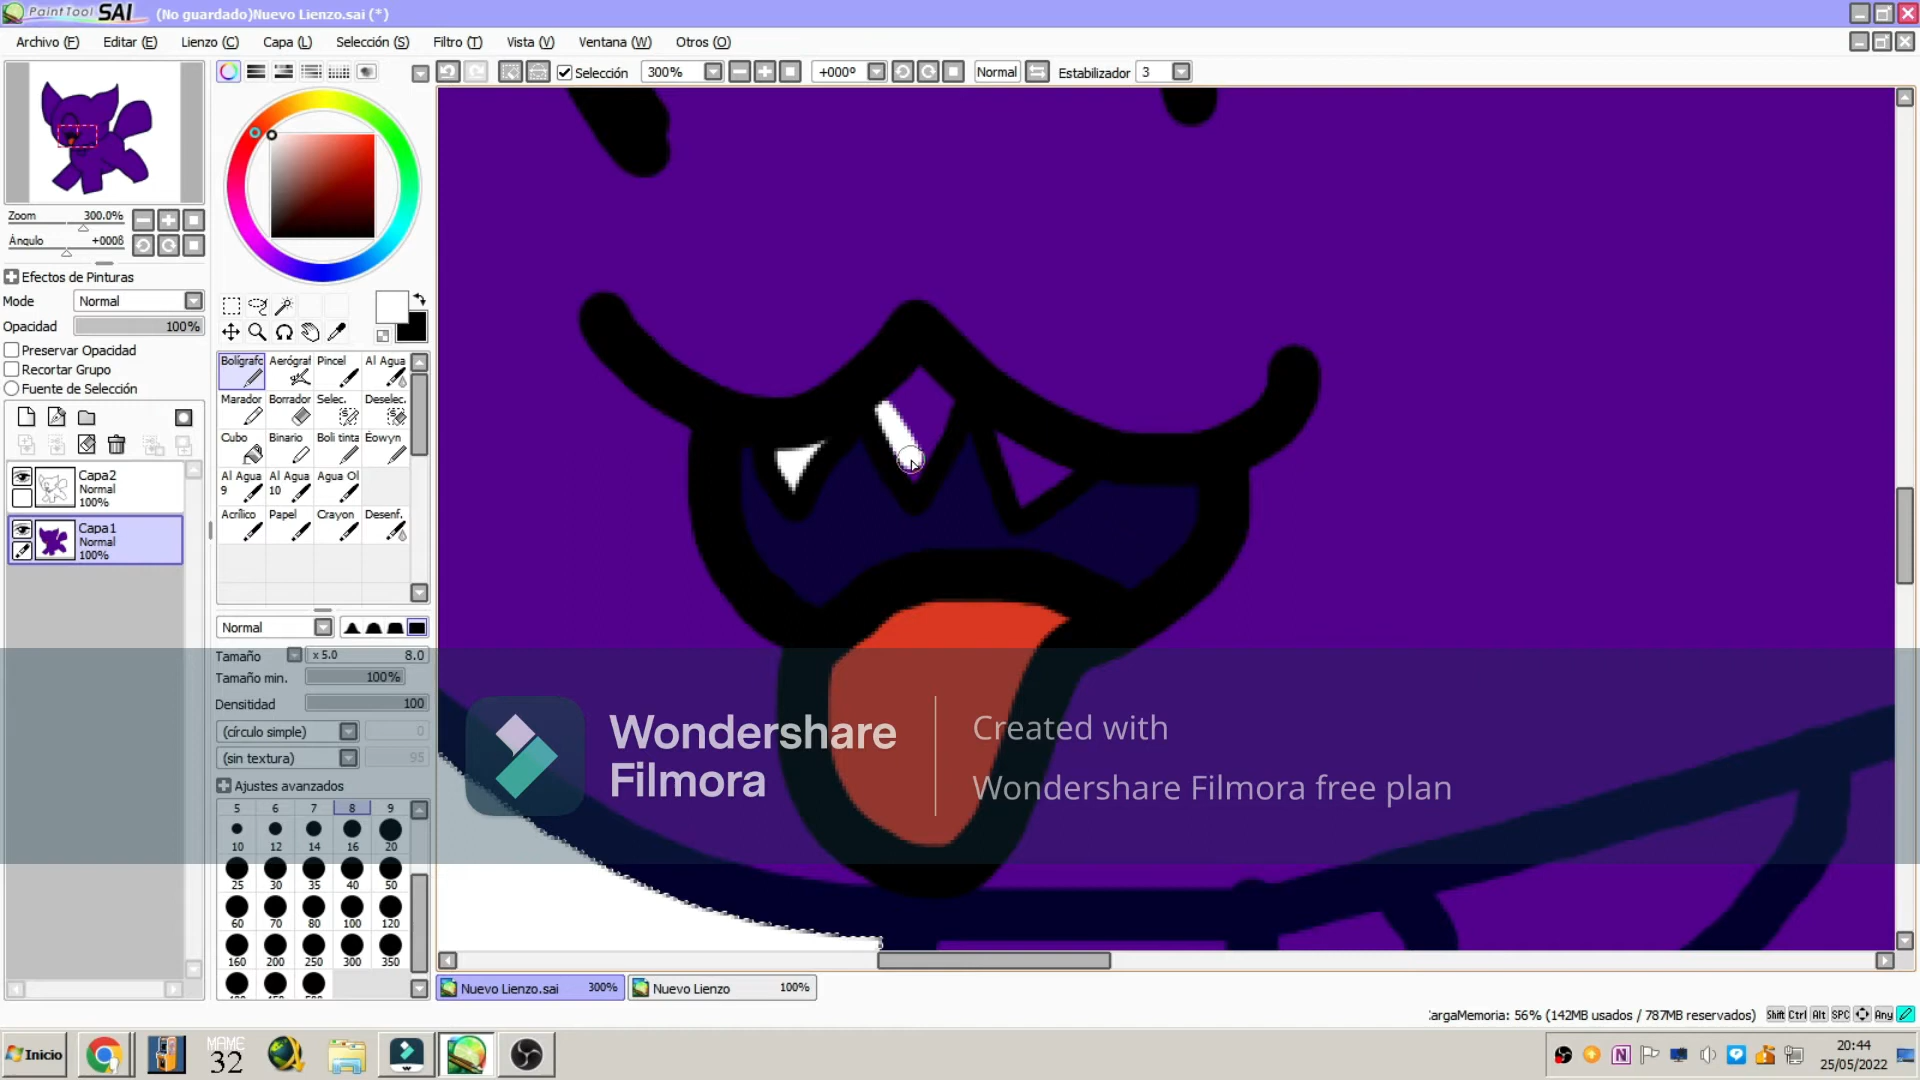 PaintTool SAI (No guardado)Nuevo Lienzo.sai (*)
Archivo (F) Editar (E) Lienzo (C) Capa (L) Selección (S) Filtro (T) Vista (V) Ventana (W) Otros (O)
Selección 300% +000º Normal Estabilizador 3
Zoom 300.0%
Ángulo +000ß
Efectos de Pinturas
Mode Normal
Opacidad 100%
Preservar Opacidad
Recortar Grupo
Fuente de Selección
Capa2
Normal
100%
Capa1
Normal
100%
Bolígrafo Aerógraf Pincel Al Agua
Marador Borrador Selec. Deselec.
Cubo Binario Boli tinta Éowyn
Al Agua 9 Al Agua 10 Agua Ol
Acrílico Papel Crayon Desenf.
Normal
Tamaño x 5.0 8.0
Tamaño min. 100%
Densitidad 100
(círculo simple) 0
(sin textura) 95
Ajustes avanzados
5 6 7 8 9
10 12 14 16 20
25 30 35 40 50
60 70 80 100 120
160 200 250 300 350
Wondershare
Filmora
Created with
Wondershare Filmora free plan
Nuevo Lienzo.sai 300% Nuevo Lienzo 100%
CargaMemoria: 56% (142MB usados / 787MB reservados) Shift Ctrl Alt SPC Any
Inicio MAME 32 20:44
25/05/2022